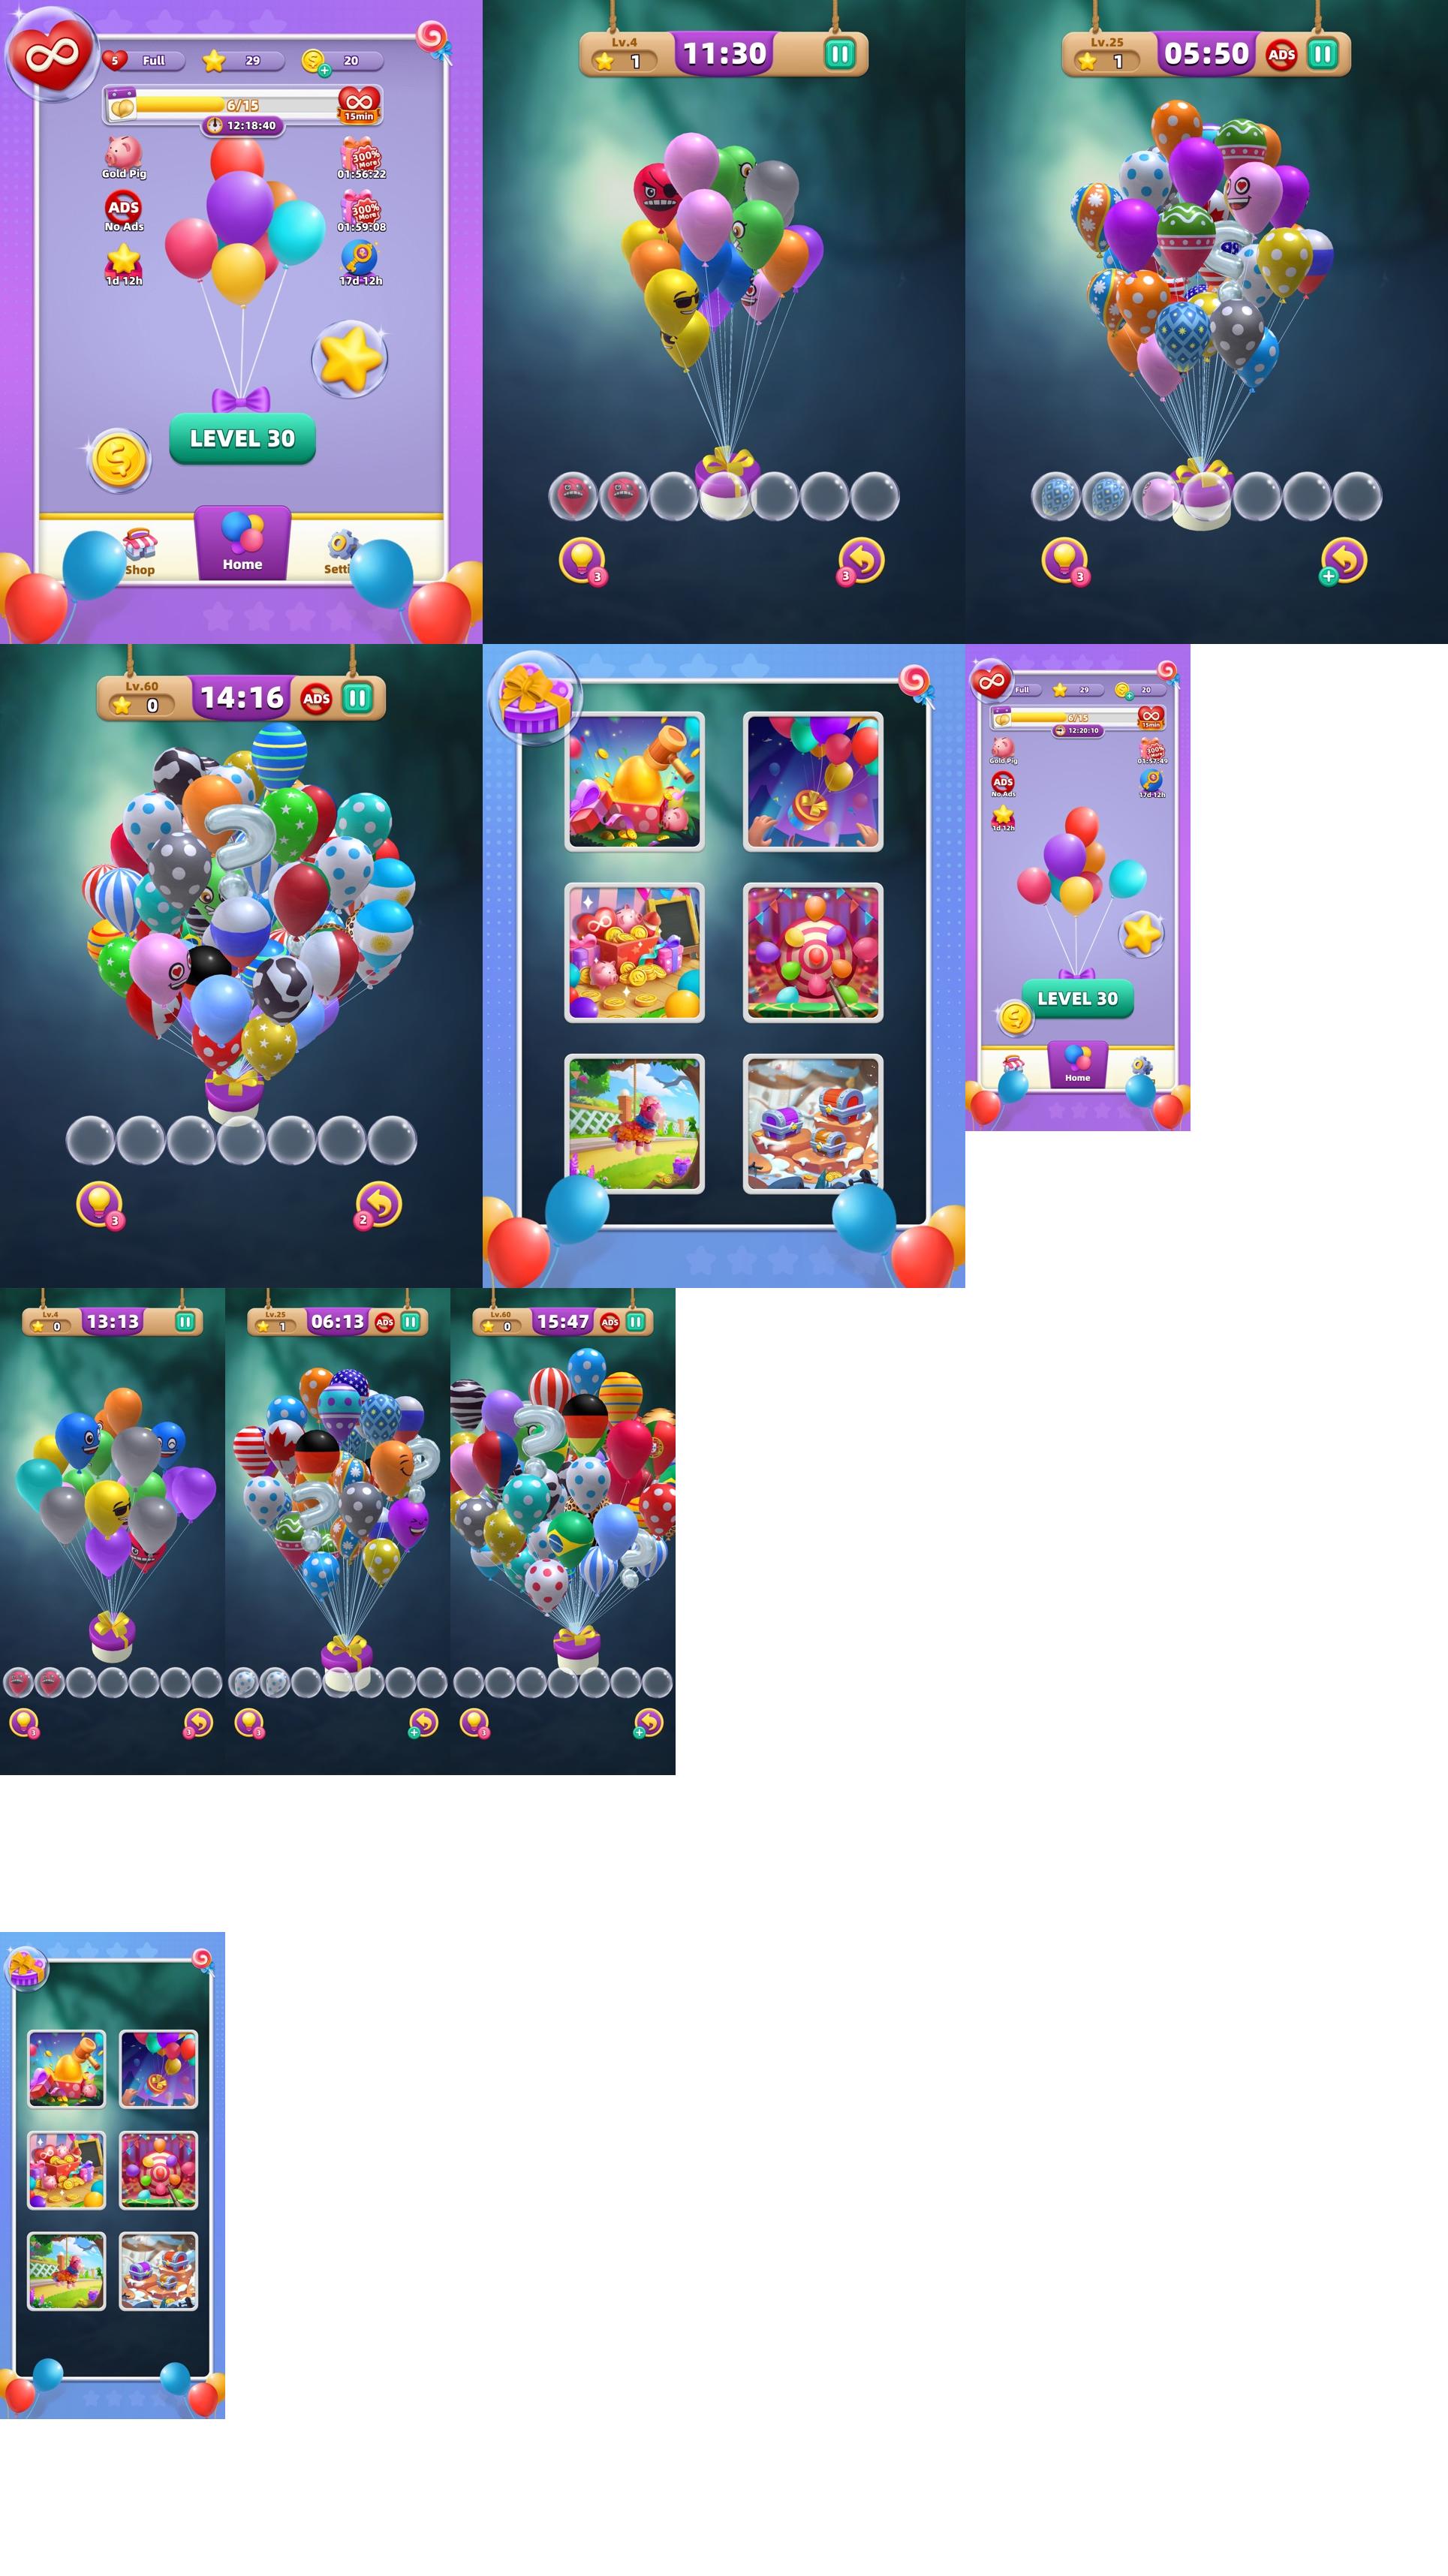 5 Full 29 20
6/15
15min
12:18:40
Gold Pig
300% More
01:56:22
ADS
No Ads
300% More
01:59:08
1d 12h
17d 12h
LEVEL 30
Shop
Home
Setti
Lv.4
1
11:30
3
3
Lv.25
1
05:50
ADS
3
Lv.60
0
14:16
ADS
3
2
Full 29 20
6/15
15min
12:20:10
Gold Pig
300% More
01:57:49
ADS
No Ads
17d 12h
1d 12h
LEVEL 30
Home
Lv.4
0
13:13
3
3
Lv.25
1
06:13
ADS
3
Lv.60
0
15:47
ADS
3